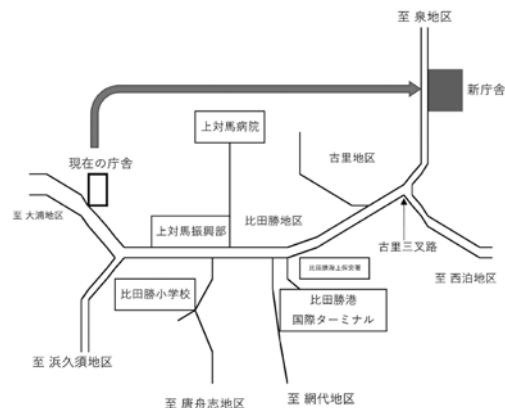 至 泉地区
新庁舎
上対馬病院
古里地区
現在の庁舎
至 大浦地区
上対馬振興部
比田勝地区
古里三叉路
比田勝海上保安署
至 西泊地区
比田勝小学校
比田勝港
国際ターミナル
至 浜久須地区
至 唐舟志地区
至 網代地区